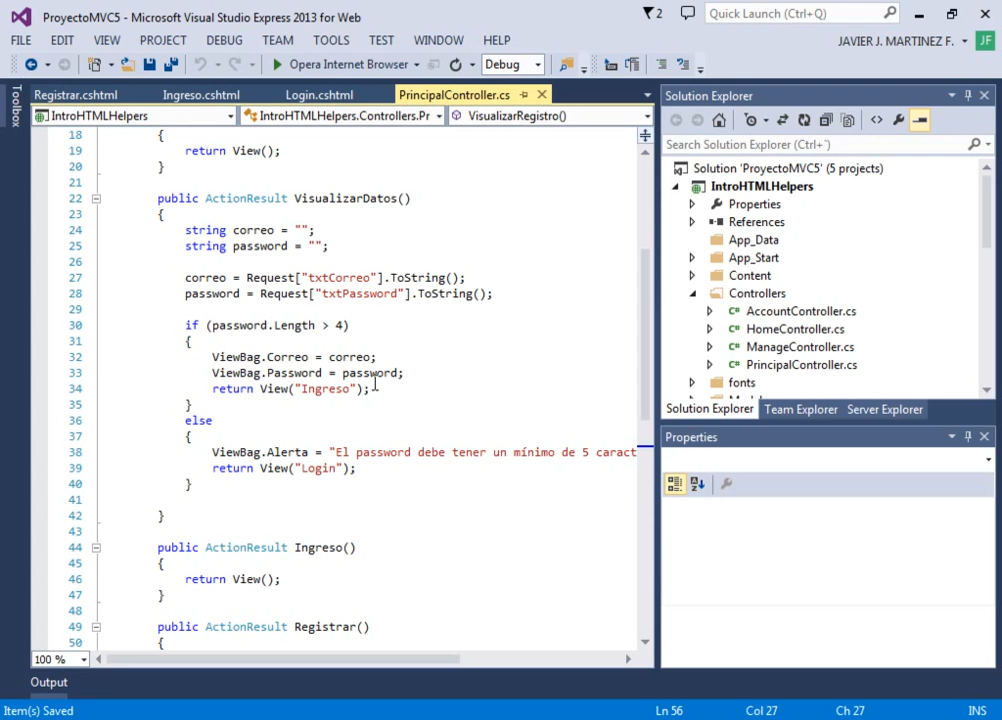 ProyectoMVC5 - Microsoft Visual Studio Express 2013 for Web
2
Quick Launch (Ctrl+Q)
FILE EDIT VIEW PROJECT DEBUG TEAM TOOLS TEST WINDOW HELP
JAVIER J. MARTINEZ F.
JF
Opera Internet Browser
Debug
Toolbox
Registrar.cshtml Ingreso.cshtml Login.cshtml PrincipalController.cs
IntroHTMLHelpers
IntroHTMLHelpers.Controllers.Pr
VisualizarRegistro()
18 {
19 return View();
20 }
21
22 public ActionResult VisualizarDatos()
23 {
24 string correo = "";
25 string password = "";
26
27 correo = Request["txtCorreo"].ToString();
28 password = Request["txtPassword"].ToString();
29
30 if (password.Length > 4)
31 {
32 ViewBag.Correo = correo;
33 ViewBag.Password = password;
34 return View("Ingreso");
35 }
36 else
37 {
38 ViewBag.Alerta = "El password debe tener un mínimo de 5 caract
39 return View("Login");
40 }
41
42 }
43
44 public ActionResult Ingreso()
45 {
46 return View();
47 }
48
49 public ActionResult Registrar()
50 {
100 %
Output
Solution Explorer
Search Solution Explorer (Ctrl+`)
Solution 'ProyectoMVC5' (5 projects)
IntroHTMLHelpers
Properties
References
App_Data
App_Start
Content
Controllers
C# AccountController.cs
C# HomeController.cs
C# ManageController.cs
C# PrincipalController.cs
fonts
Solution Explorer Team Explorer Server Explorer
Properties
Item(s) Saved
Ln 56 Col 27 Ch 27 INS